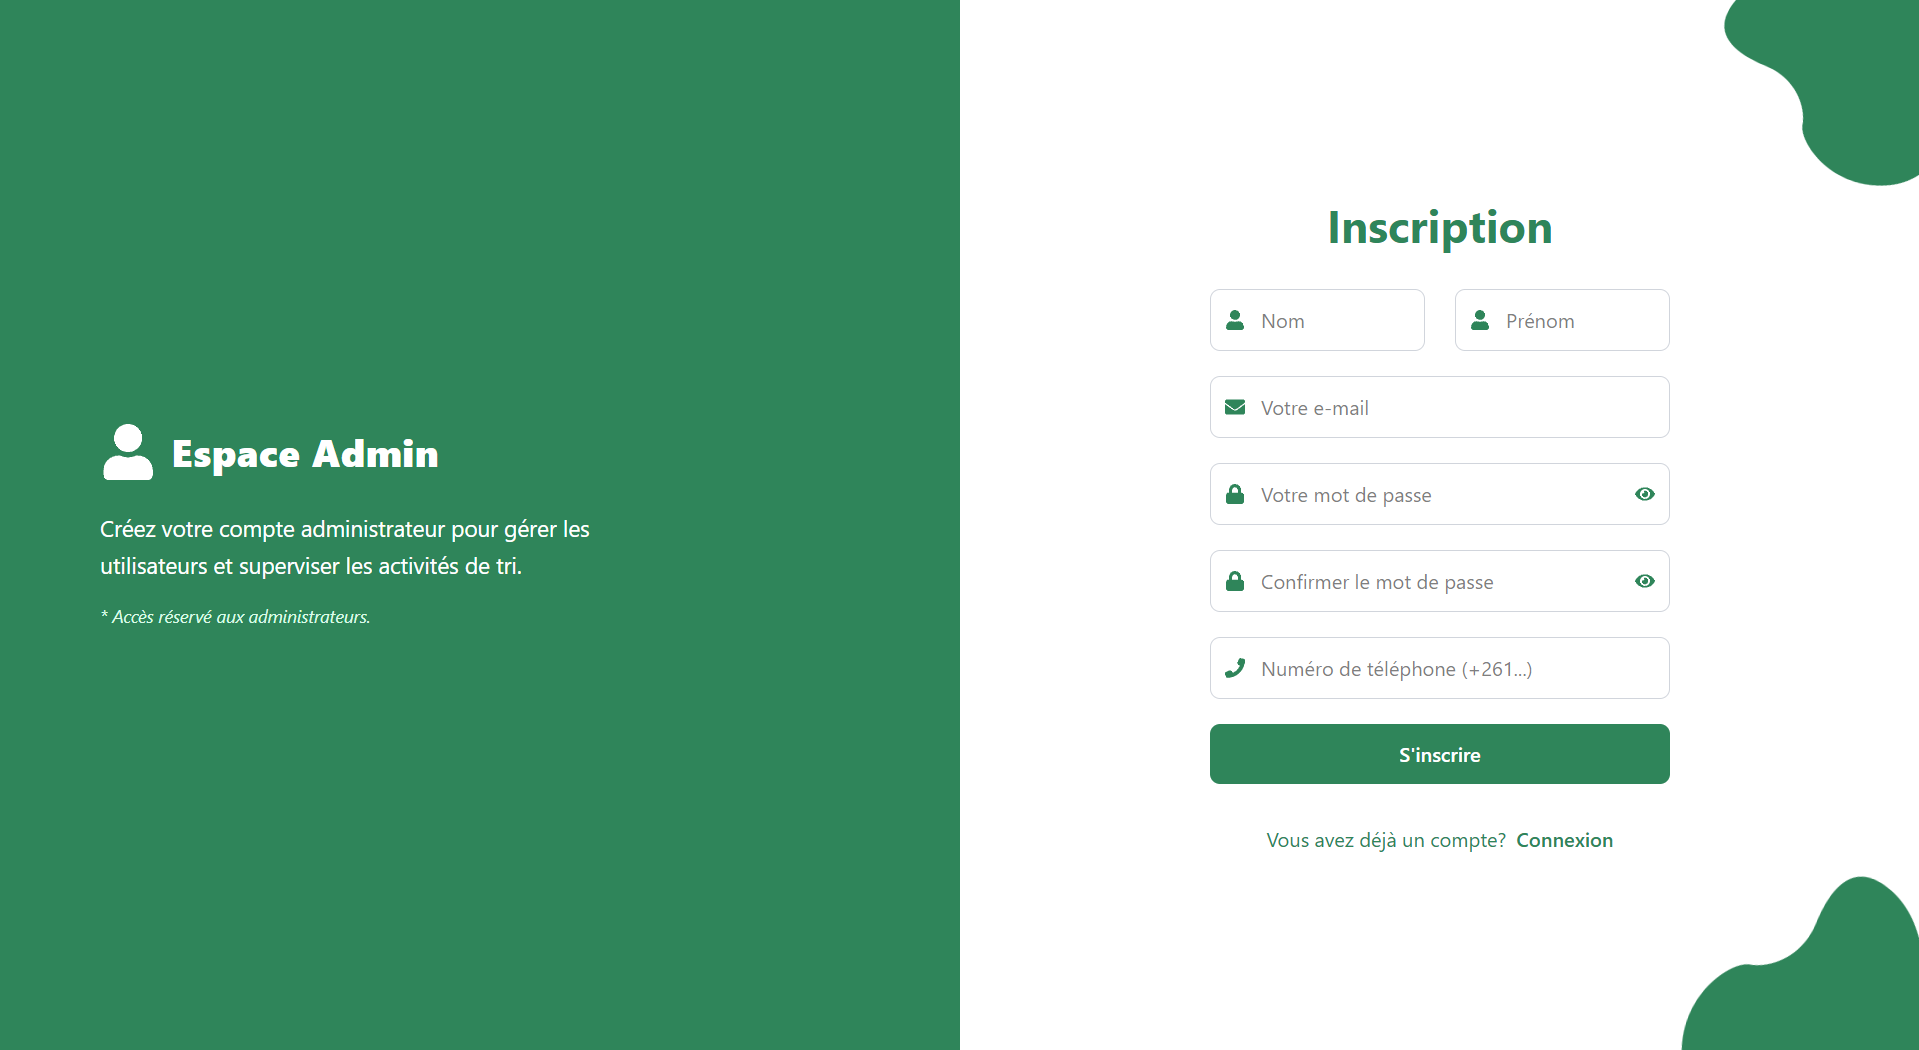 Espace Admin
Créez votre compte administrateur pour gérer les
utilisateurs et superviser les activités de tri.
* Accès réservé aux administrateurs.
Inscription
Nom
Prénom
Votre e-mail
Votre mot de passe
Confirmer le mot de passe
Numéro de téléphone (+261...)
S'inscrire
Vous avez déjà un compte? Connexion